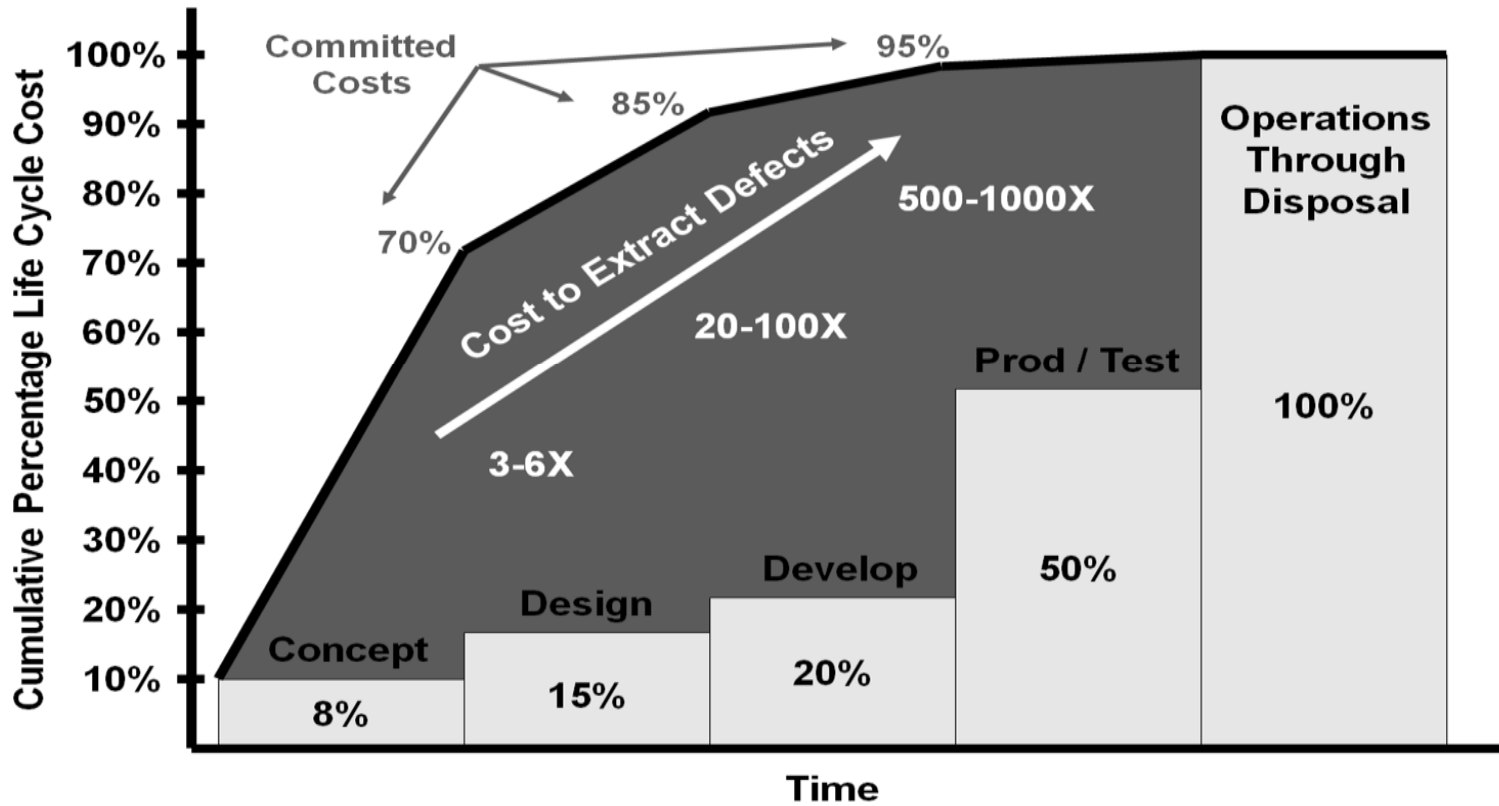 Cumulative Percentage Life Cycle Cost
100%
90%
80%
70%
60%
50%
40%
30%
20%
10%
Committed
Costs
70%
85%
95%
Cost to Extract Defects
3-6X
20-100X
500-1000X
Concept
8%
Design
15%
Develop
20%
Prod / Test
50%
Operations
Through
Disposal
100%
Time